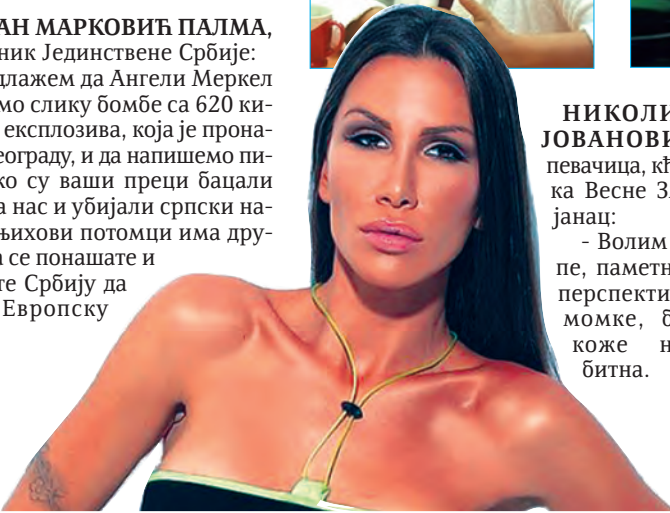 АН МАРКОВИЋ ПАЛМА,
ник Јединствене Србије:
длажем да Ангели Меркел
мо слику бомбе са 620 ки-
експлозива, која је прона-
еограду, и да напишемо пи-
ко су ваши преци бацали
а нас и убијали српски на-
њихови потомци има дру-
а се понашате и
те Србију да
Европску
НИКОЛИ
ЈОВАНОВИ
певачица, кћ
ка Весне З
јанац:
- Волим
пе, паметн
перспекти
момке, б
коже н
битна.